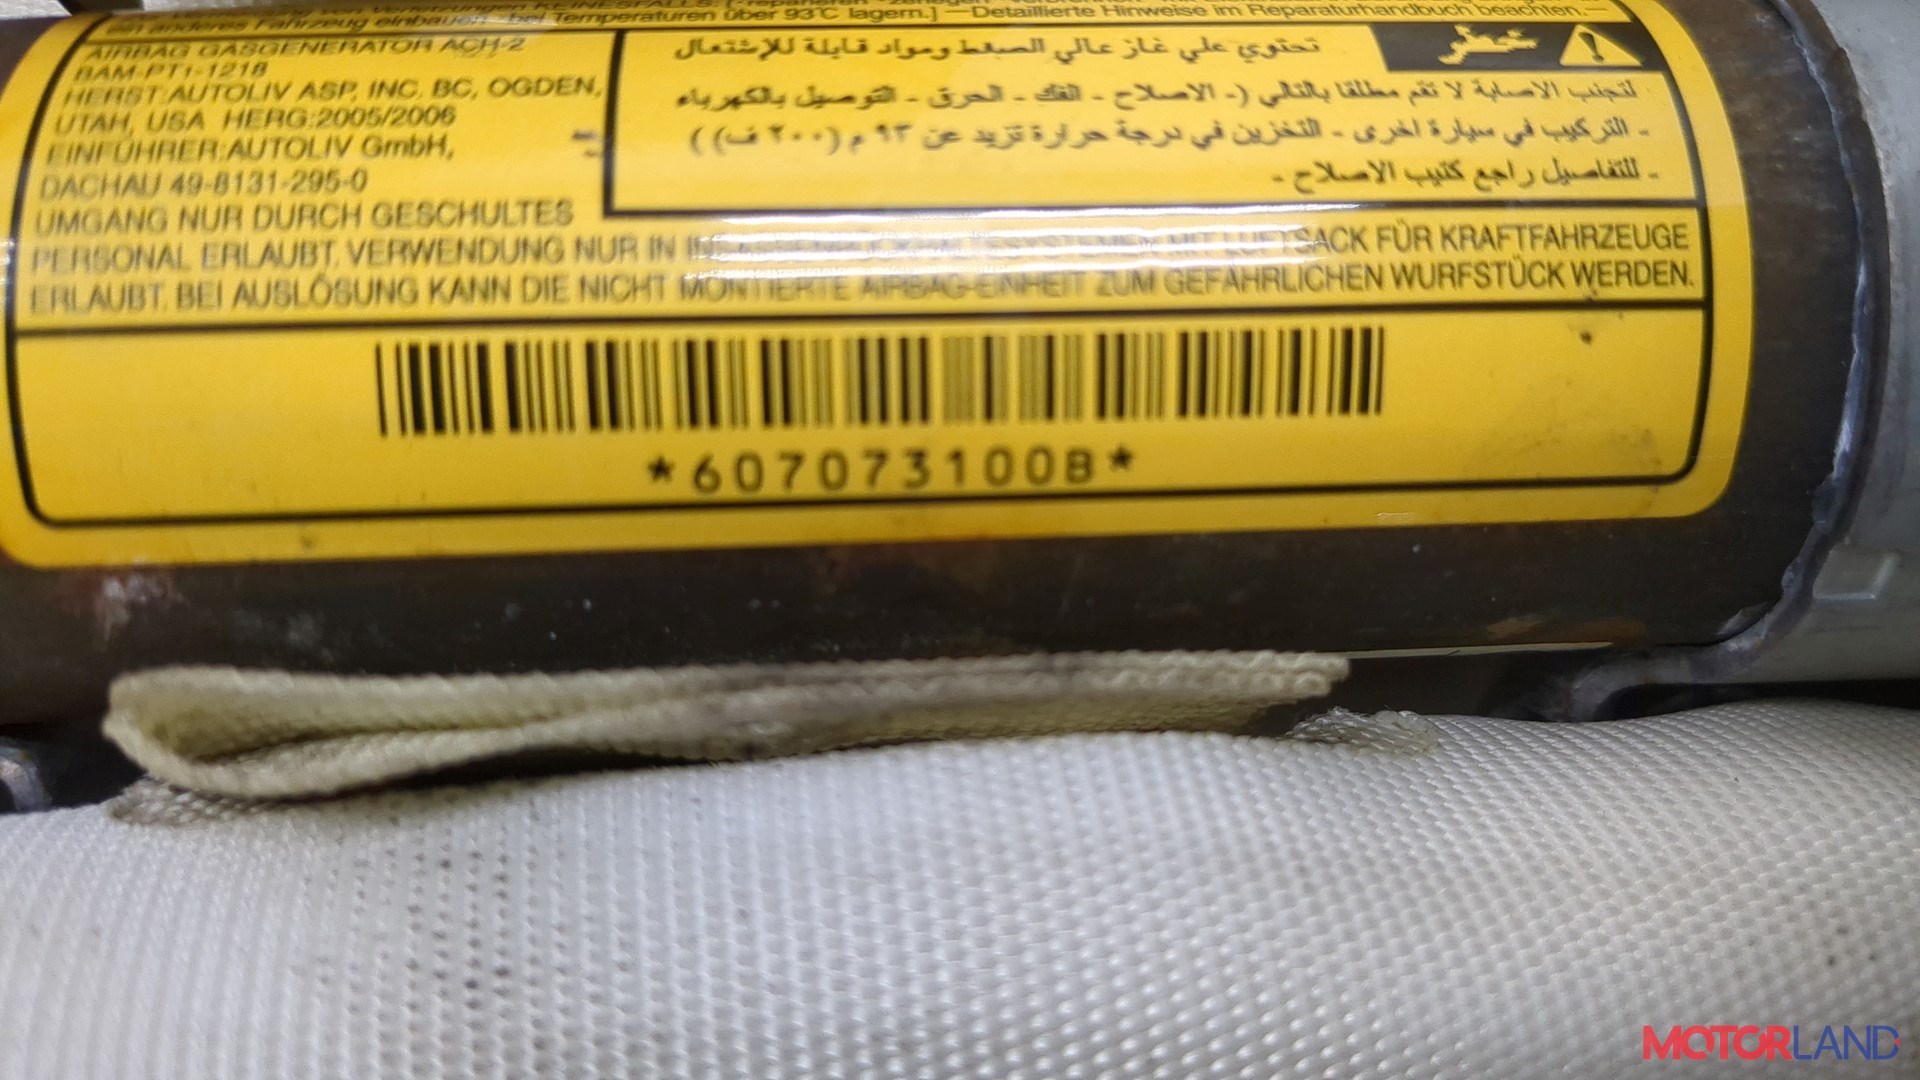 ein anderes Fahrzeug einbauen - bei Temperaturen über 93°C lagern.] —Detaillierte Hinweise im Reparaturhandbuch beachten.—
AIRBAG GASGENERATOR ACH-2
BAM-PT1-1218
HERST:AUTOLIV ASP, INC. BC, OGDEN,
UTAH, USA HERG:2005/2006
EINFÜHRER:AUTOLIV GmbH,
DACHAU 49-8131-295-0
UMGANG NUR DURCH GESCHULTES
خطر
تحتوي علي غاز عالي الضغط ومواد قابلة للإشتعال
لتجنب الاصابة لا تقم مطلقا بالتالي (- الاصلاح - الفك - الحرق - التوصيل بالكهرباء
- التركيب في سيارة اخرى - التخزين في درجة حرارة تزيد عن ٩٣ م (٢٠٠ ف) )
- للتفاصيل راجع كتيب الاصلاح -
PERSONAL ERLAUBT. VERWENDUNG NUR IN MIT LUFTSACK FÜR KRAFTFAHRZEUGE
ERLAUBT. BEI AUSLÖSUNG KANN DIE NICHT MONTIERTE AIRBAG-EINHEIT ZUM GEFÄHRLICHEN WURFSTÜCK WERDEN.
*607073100B*
MOTORLAND